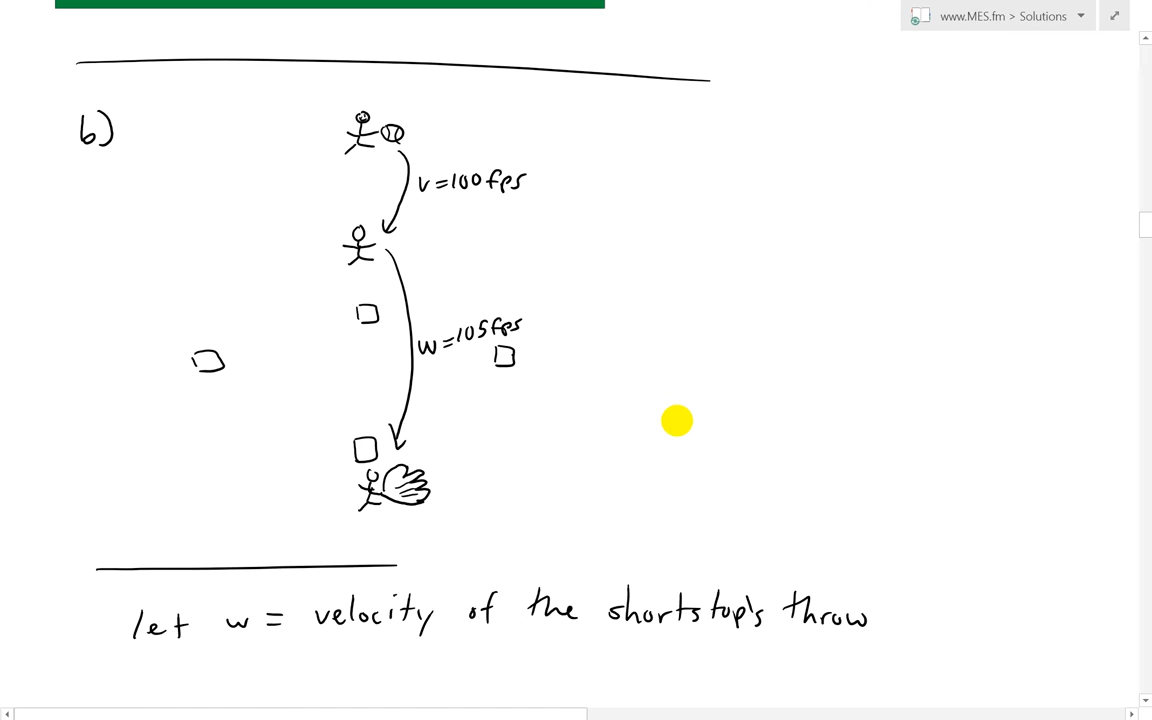 www.MES.fm > Solutions
b)
v=100fps
w=105fps
let w = velocity of the shortstop's throw